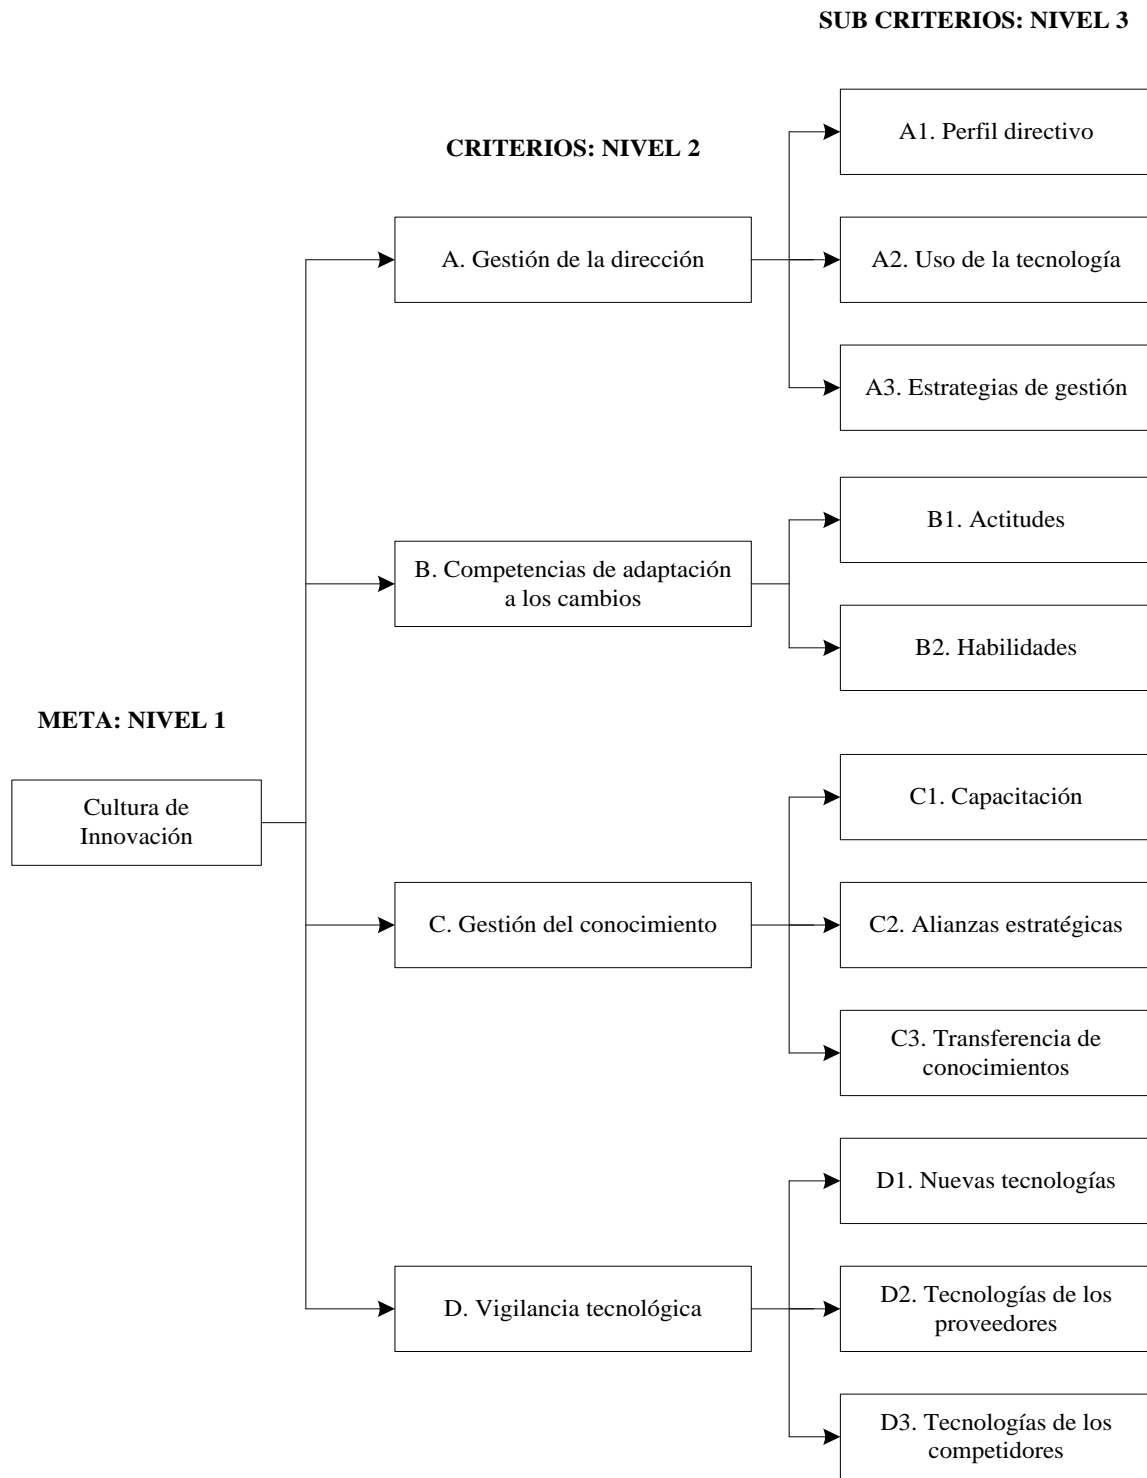 SUB CRITERIOS: NIVEL 3
A1. Perfil directivo
CRITERIOS: NIVEL 2
A. Gestión de la dirección
A2. Uso de la tecnología
A3. Estrategias de gestión
B1. Actitudes
B. Competencias de adaptación
a los cambios
B2. Habilidades
META: NIVEL 1
Cultura de
Innovación
C1. Capacitación
C. Gestión del conocimiento
C2. Alianzas estratégicas
C3. Transferencia de
conocimientos
D1. Nuevas tecnologías
D. Vigilancia tecnológica
D2. Tecnologías de los
proveedores
D3. Tecnologías de los
competidores